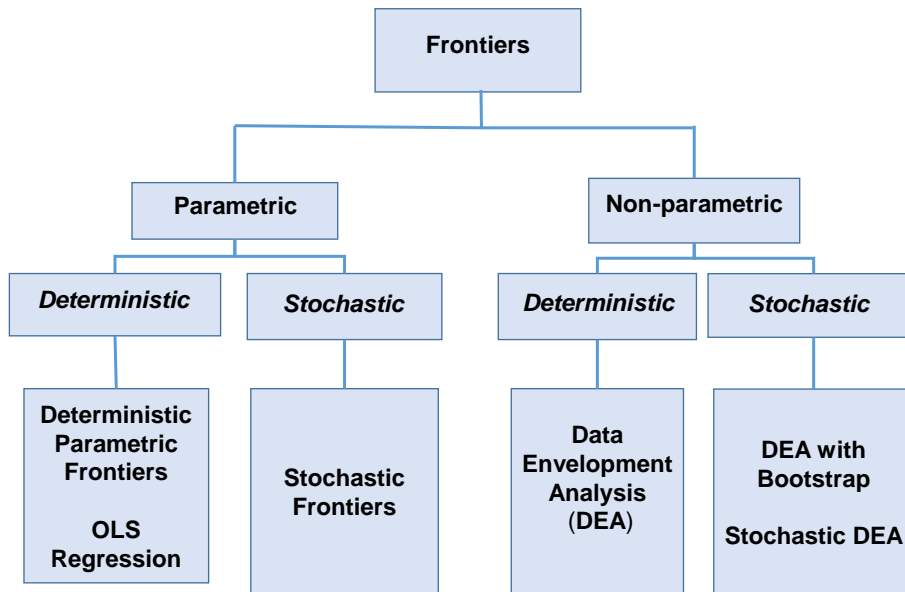 Frontiers
Parametric
Non-parametric
Deterministic
Stochastic
Deterministic
Stochastic
Deterministic
Parametric
Frontiers
OLS
Regression
Stochastic
Frontiers
Data
Envelopment
Analysis
(DEA)
DEA with
Bootstrap
Stochastic DEA